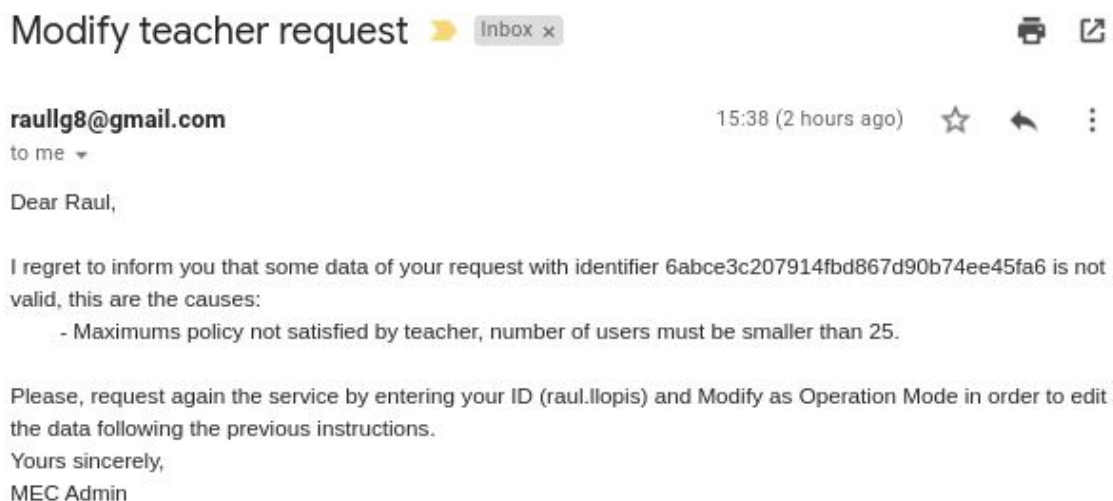 Modify teacher request Inbox x
raullg8@gmail.com 15:38 (2 hours ago)
to me
Dear Raul,
I regret to inform you that some data of your request with identifier 6abce3c207914fbd867d90b74ee45fa6 is not
valid, this are the causes:
- Maximums policy not satisfied by teacher, number of users must be smaller than 25.
Please, request again the service by entering your ID (raul.llopis) and Modify as Operation Mode in order to edit
the data following the previous instructions.
Yours sincerely,
MEC Admin